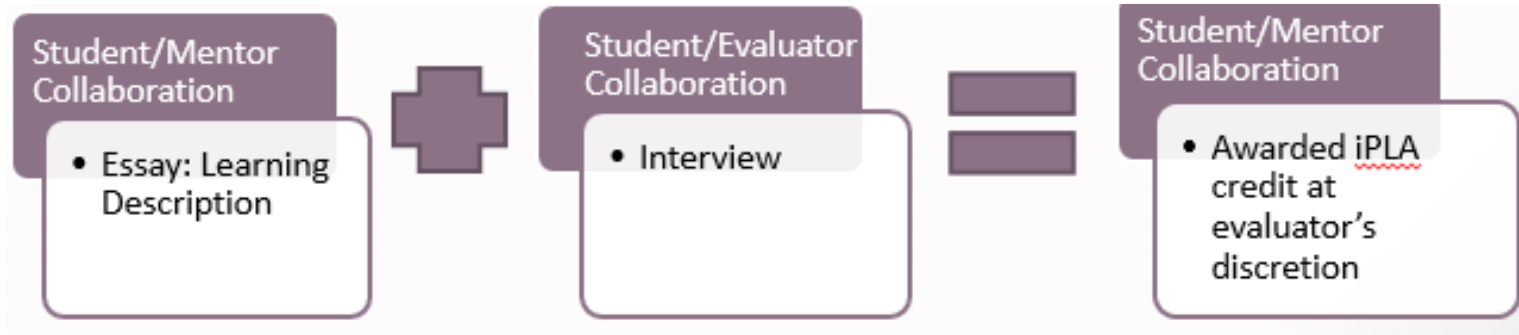 Student/Mentor
Collaboration
• Essay: Learning
Description
Student/Evaluator
Collaboration
• Interview
Student/Mentor
Collaboration
• Awarded iPLA
credit at
evaluator’s
discretion